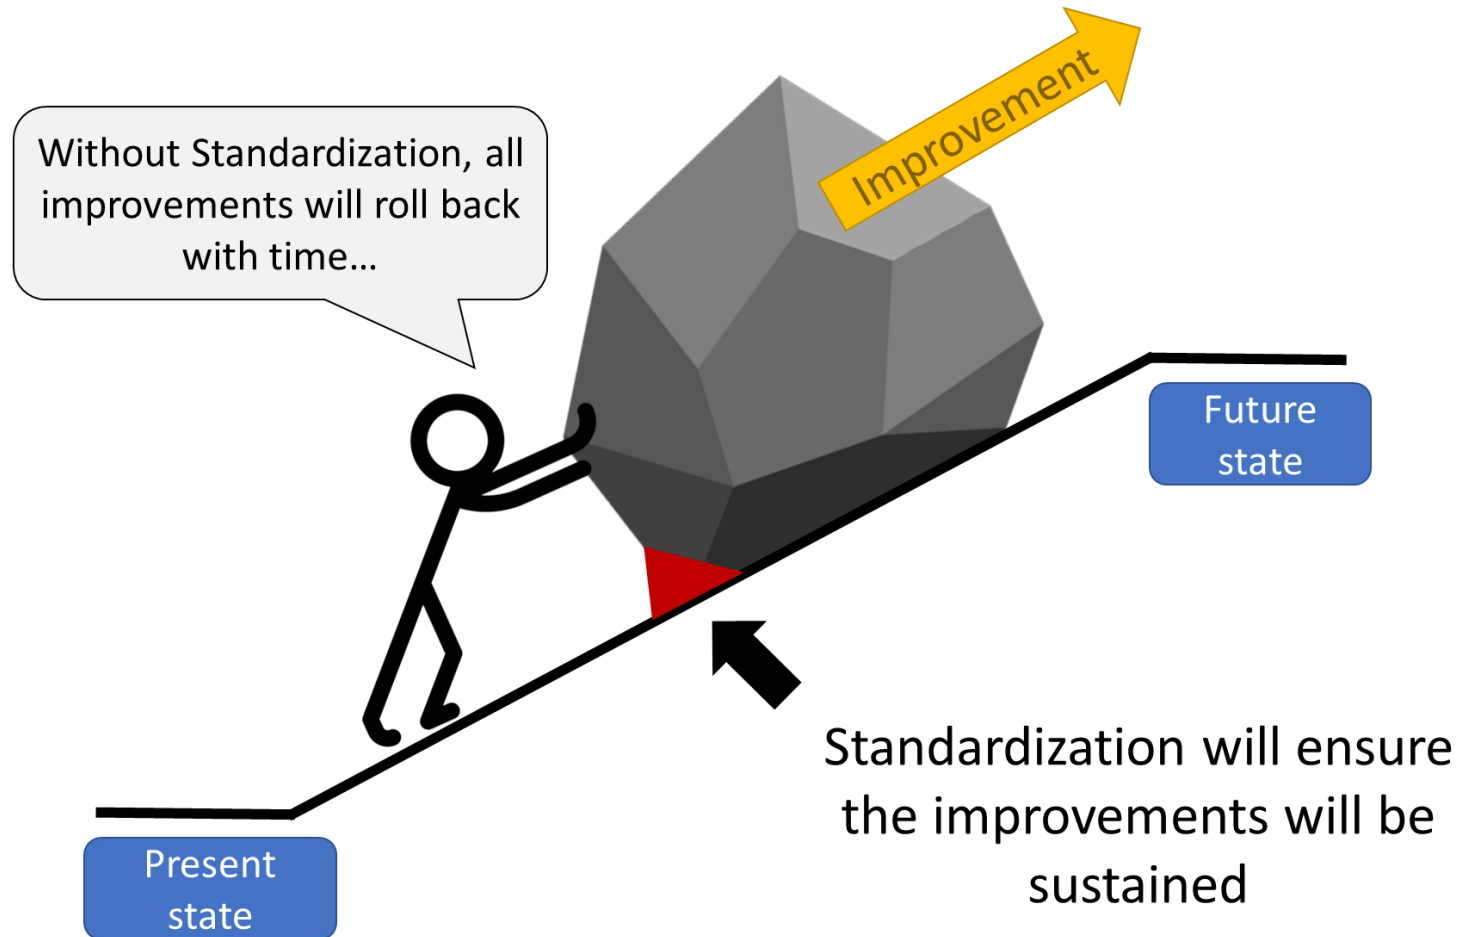 Improvement
Without Standardization, all
improvements will roll back
with time…
Future
state
Standardization will ensure
the improvements will be
sustained
Present
state